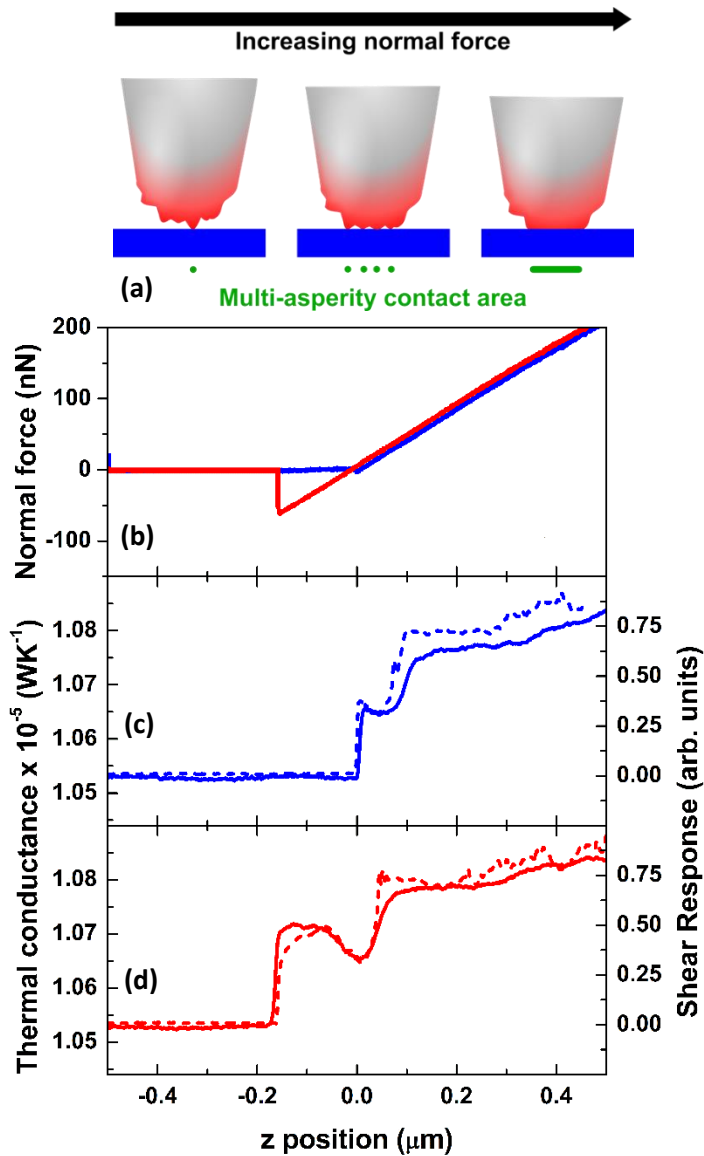 Increasing normal force
(a)
Multi-asperity contact area
Normal force (nN)
200
100
0
-100
(b)
Thermal conductance x 10⁻⁵ (WK⁻¹)
1.08
1.07
1.06
1.05
(c)
0.75
0.50
0.25
0.00
Shear Response (arb. units)
1.08
1.07
1.06
1.05
(d)
0.75
0.50
0.25
0.00
-0.4
-0.2
0.0
0.2
0.4
z position (μm)